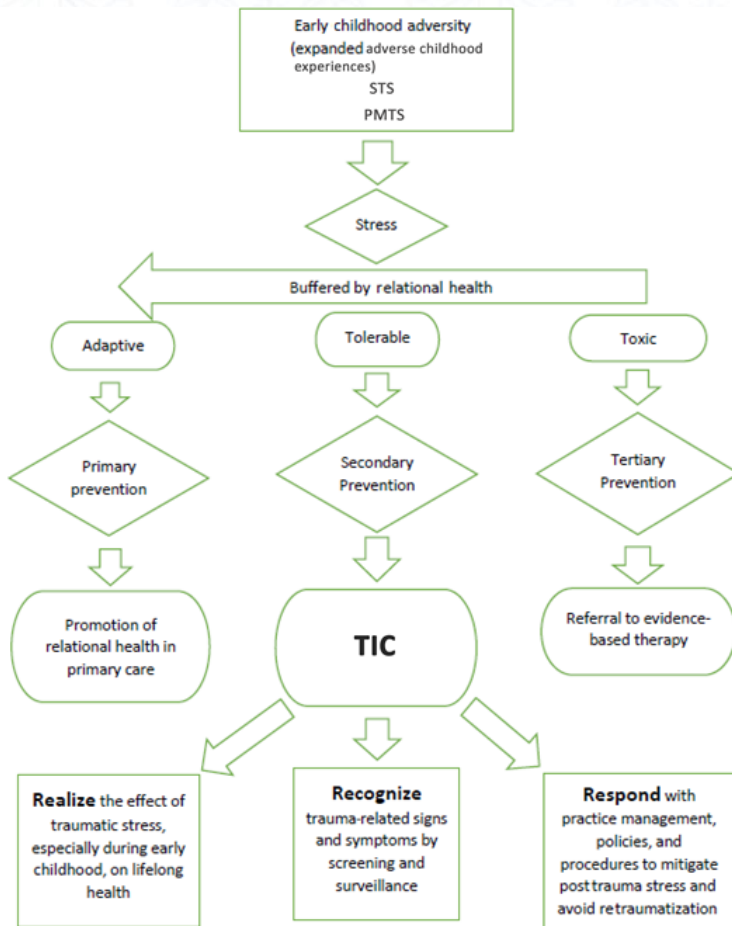 Early childhood adversity
(expanded adverse childhood
experiences)
STS
PMTS
Stress
Buffered by relational health
Adaptive
Tolerable
Toxic
Primary
prevention
Secondary
Prevention
Tertiary
Prevention
Promotion of
relational health in
primary care
TIC
Referral to evidence-
based therapy
Realize the effect of
traumatic stress,
especially during early
childhood, on lifelong
health
Recognize
trauma-related signs
and symptoms by
screening and
surveillance
Respond with
practice management,
policies, and
procedures to mitigate
post trauma stress and
avoid retraumatization